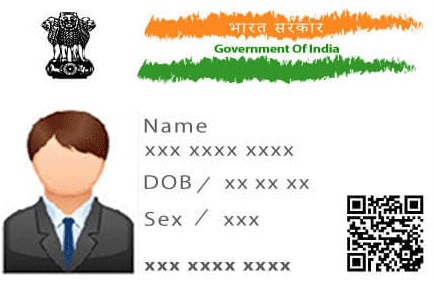 भारत सरकार
Government Of India
Name
xxx xxxx xxxx
DOB / xx xx xx
Sex / xxx
xxx xxxx xxxx